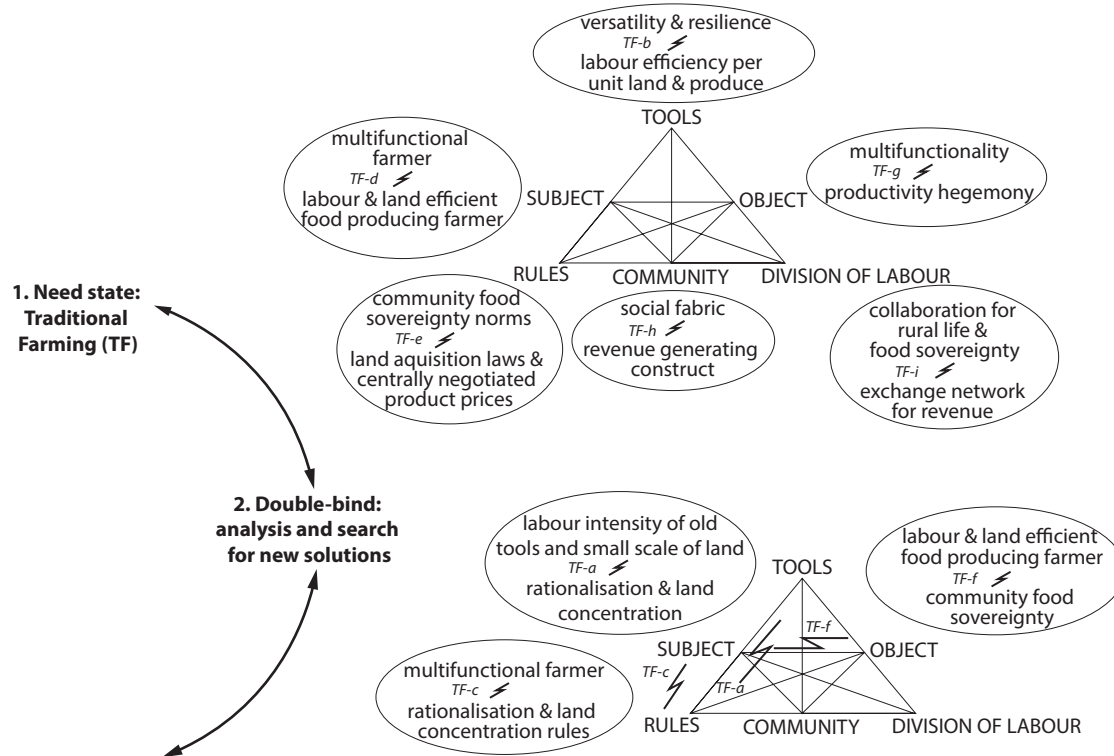 versatility & resilience
TF-b
labour efficiency per
unit land & produce
TOOLS
multifunctional
farmer
TF-d
labour & land efficient
food producing farmer
multifunctionality
TF-g
productivity hegemony
SUBJECT
OBJECT
RULES
COMMUNITY
DIVISION OF LABOUR
1. Need state:
Traditional
Farming (TF)
community food
sovereignty norms
TF-e
land aquisition laws &
centrally negotiated
product prices
social fabric
TF-h
revenue generating
construct
collaboration for
rural life &
food sovereignty
TF-i
exchange network
for revenue
2. Double-bind:
analysis and search
for new solutions
labour intensity of old
tools and small scale of land
TF-a
rationalisation & land
concentration
labour & land efficient
food producing farmer
TF-f
community food
sovereignty
TOOLS
TF-f
SUBJECT
OBJECT
TF-c
TF-a
multifunctional farmer
TF-c
rationalisation & land
concentration rules
RULES
COMMUNITY
DIVISION OF LABOUR